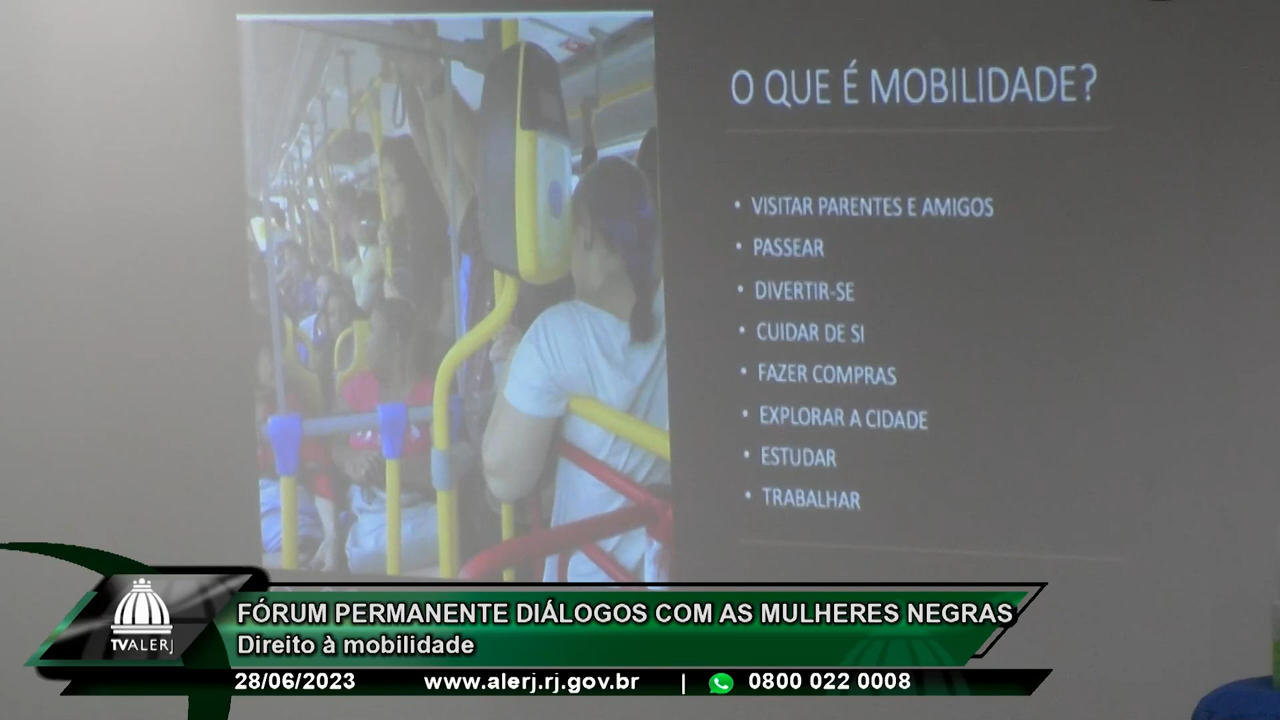 O QUE É MOBILIDADE?
• VISITAR PARENTES E AMIGOS
• PASSEAR
• DIVERTIR-SE
• CUIDAR DE SI
• FAZER COMPRAS
• EXPLORAR A CIDADE
• ESTUDAR
• TRABALHAR
FÓRUM PERMANENTE DIÁLOGOS COM AS MULHERES NEGRAS
Direito à mobilidade
TVALERJ
28/06/2023 www.alerj.rj.gov.br | 0800 022 0008